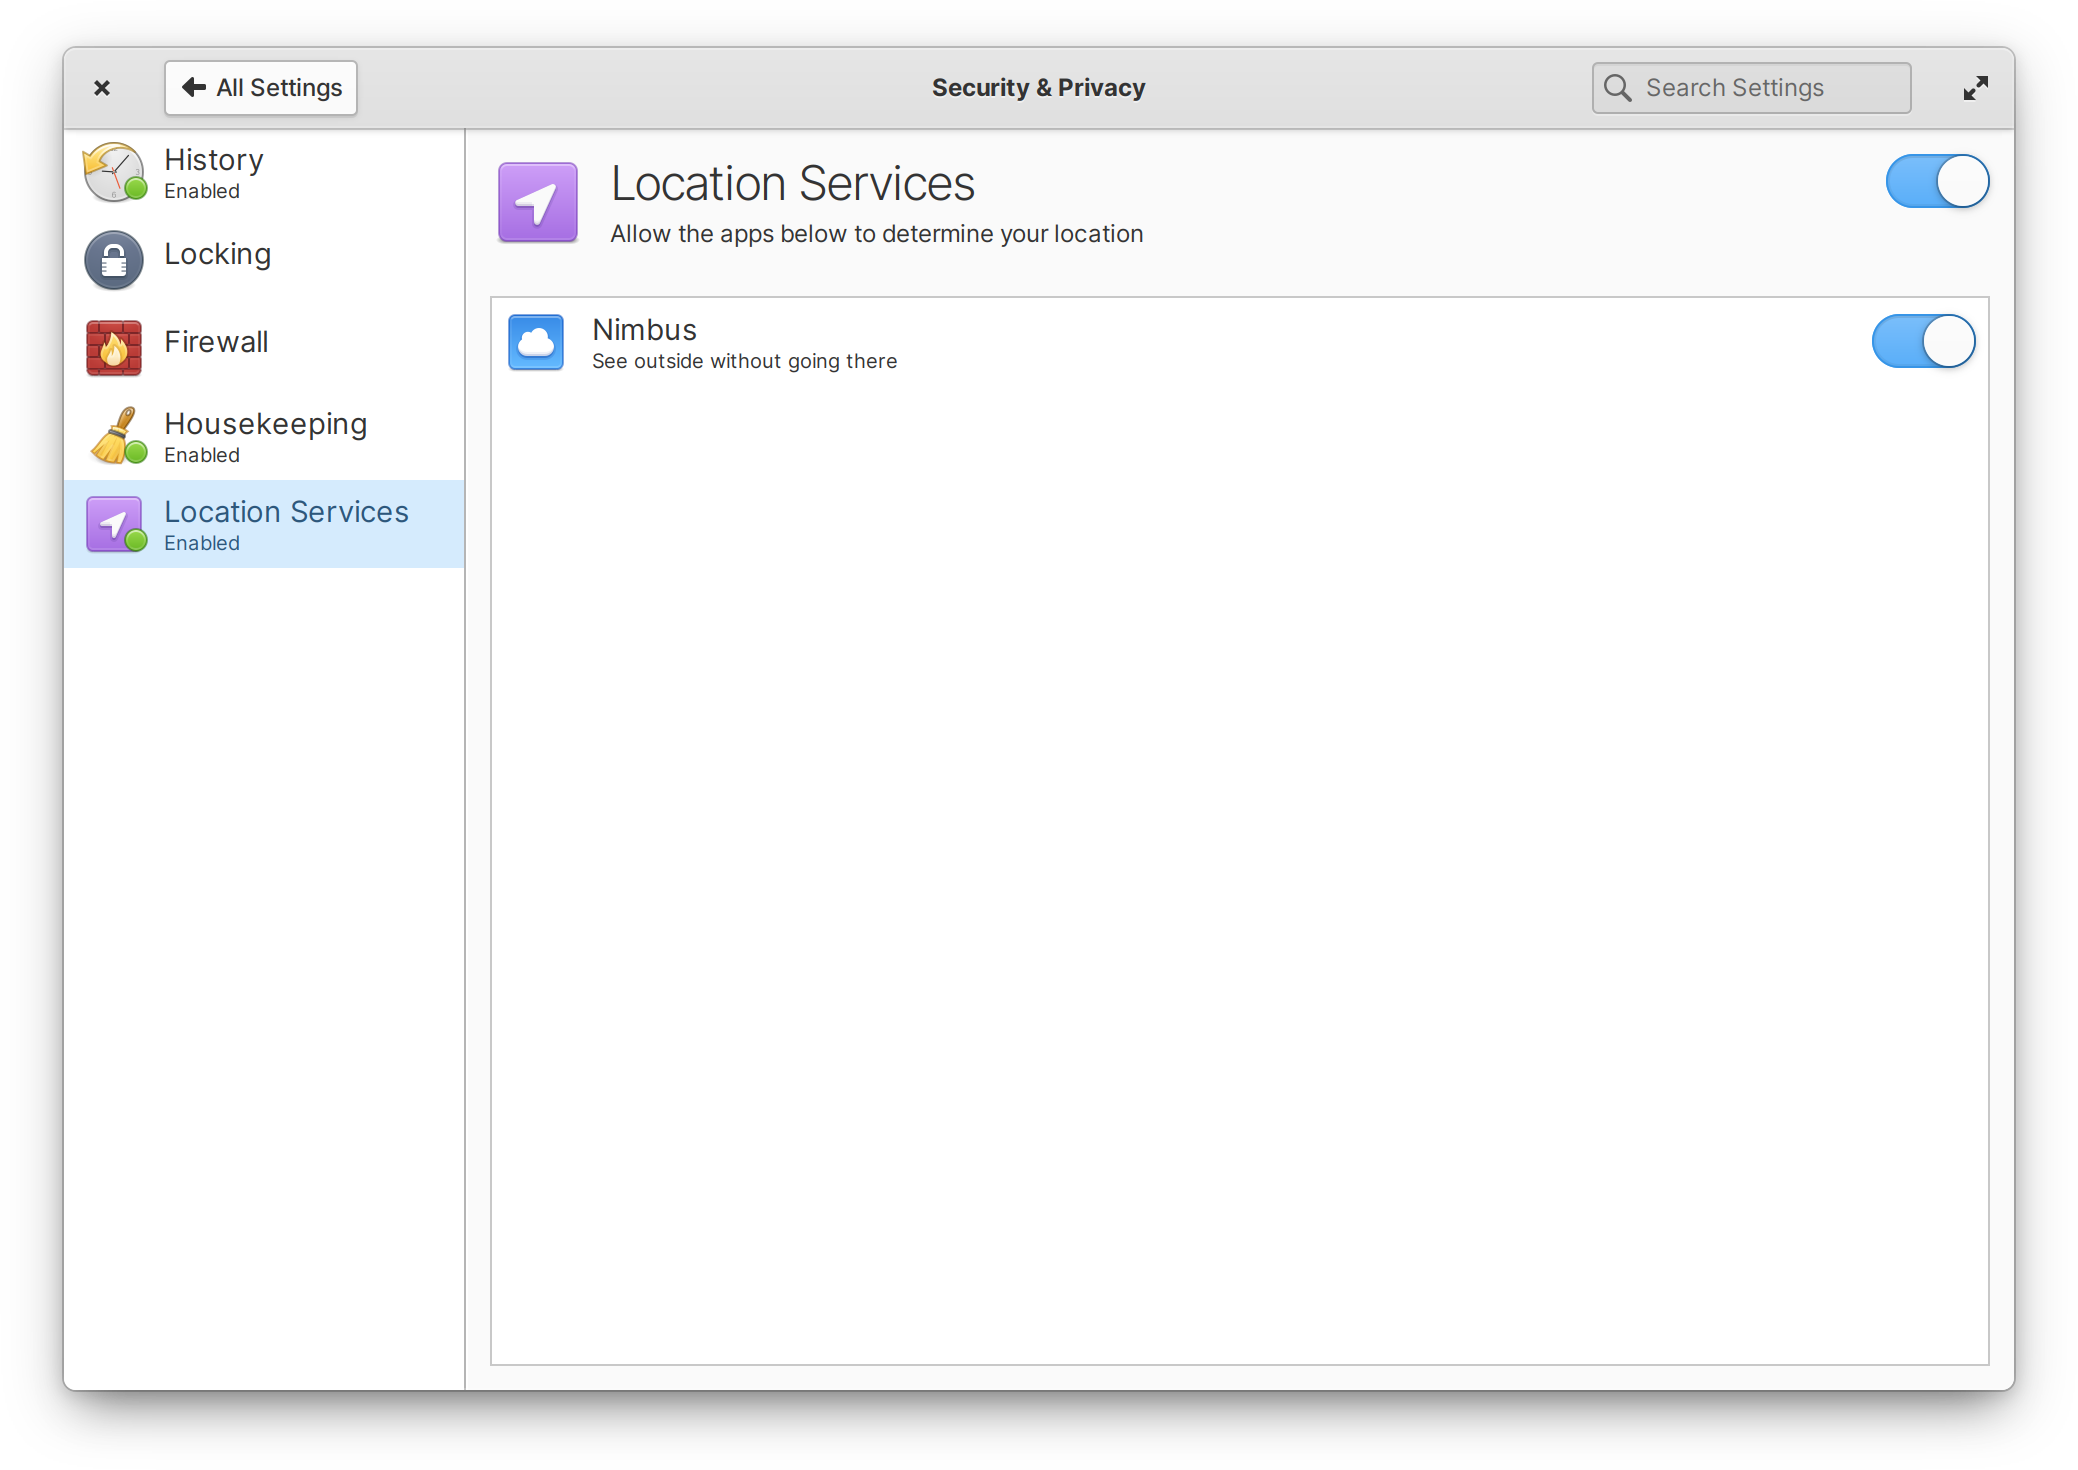 All Settings
Security & Privacy
Search Settings
History
Enabled
Locking
Firewall
Housekeeping
Enabled
Location Services
Enabled
Location Services
Allow the apps below to determine your location
Nimbus
See outside without going there